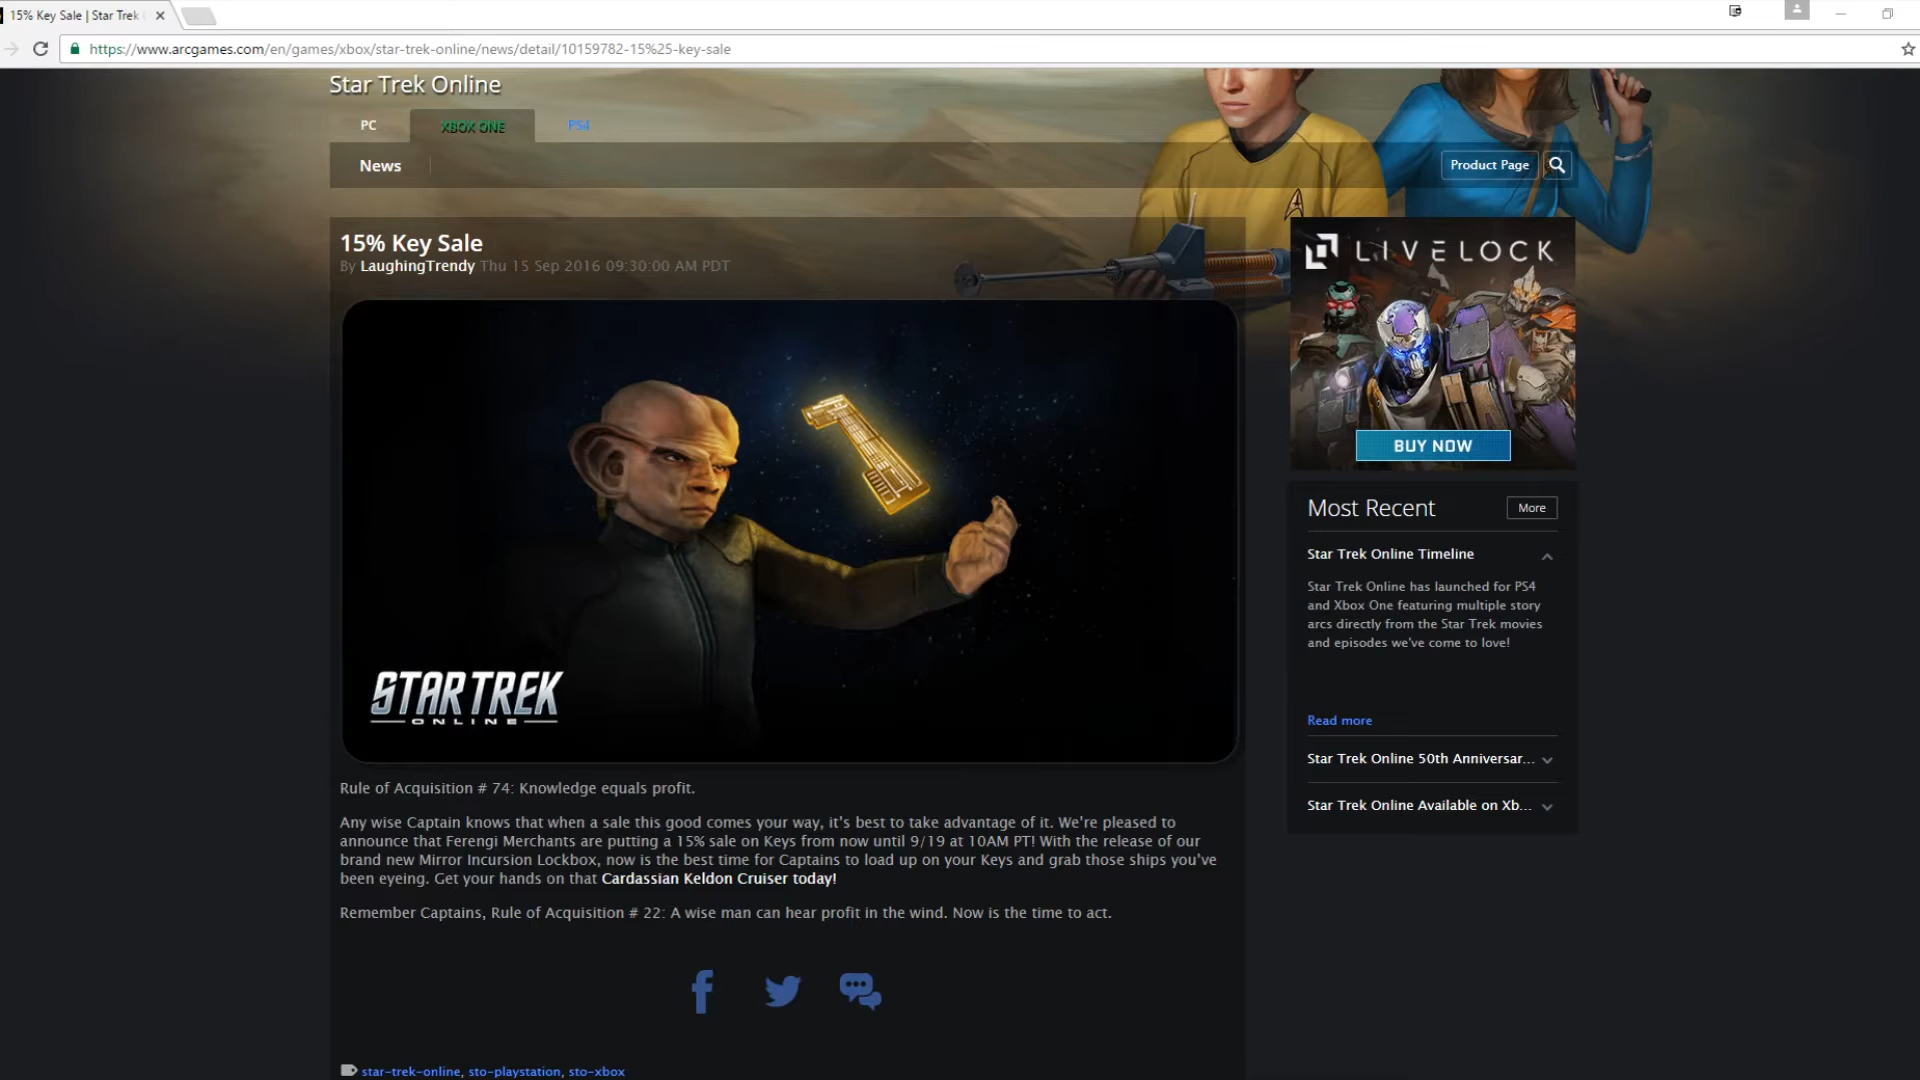 15% Key Sale | Star Trek
https://www.arcgames.com/en/games/xbox/star-trek-online/news/detail/10159782-15%25-key-sale
Star Trek Online
PC
XBOX ONE
PS4
News
Product Page
15% Key Sale
By LaughingTrendy Thu 15 Sep 2016 09:30:00 AM PDT
STAR TREK
ONLINE
Rule of Acquisition # 74: Knowledge equals profit.
Any wise Captain knows that when a sale this good comes your way, it's best to take advantage of it. We're pleased to
announce that Ferengi Merchants are putting a 15% sale on Keys from now until 9/19 at 10AM PT! With the release of our
brand new Mirror Incursion Lockbox, now is the best time for Captains to load up on your Keys and grab those ships you've
been eyeing. Get your hands on that Cardassian Keldon Cruiser today!
Remember Captains, Rule of Acquisition # 22: A wise man can hear profit in the wind. Now is the time to act.
star-trek-online, sto-playstation, sto-xbox
LIVELOCK
BUY NOW
Most Recent
More
Star Trek Online Timeline
Star Trek Online has launched for PS4
and Xbox One featuring multiple story
arcs directly from the Star Trek movies
and episodes we've come to love!
Read more
Star Trek Online 50th Anniversar...
Star Trek Online Available on Xb...